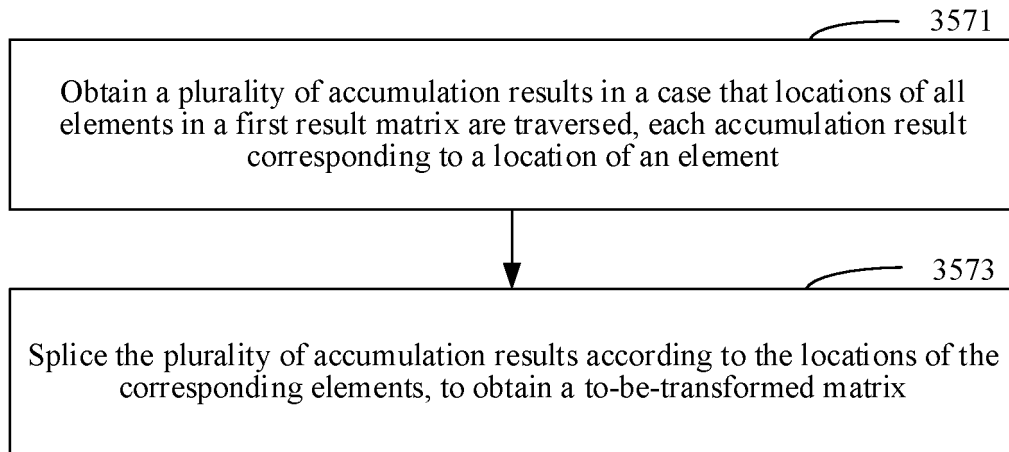 3571
Obtain a plurality of accumulation results in a case that locations of all
elements in a first result matrix are traversed, each accumulation result
corresponding to a location of an element
3573
Splice the plurality of accumulation results according to the locations of the
corresponding elements, to obtain a to-be-transformed matrix